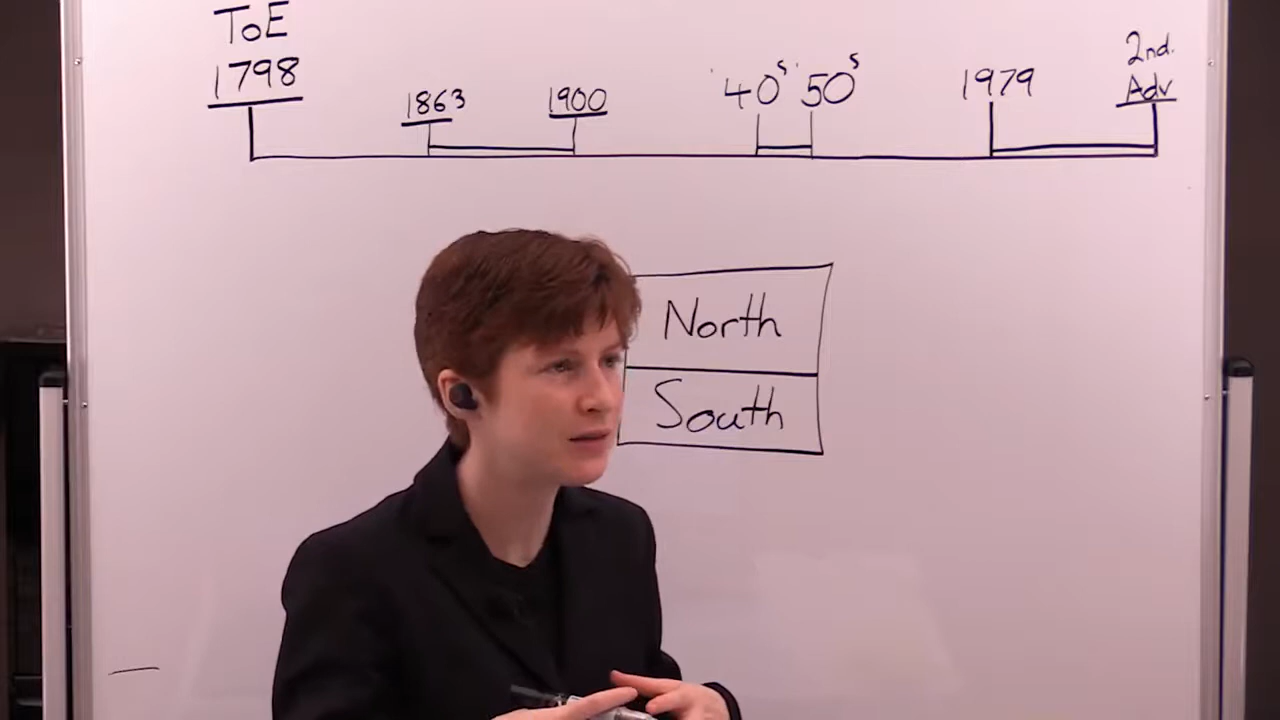 ToE
1798
1863
1900
'40s '50s
1979
2nd.
Adv
North
South